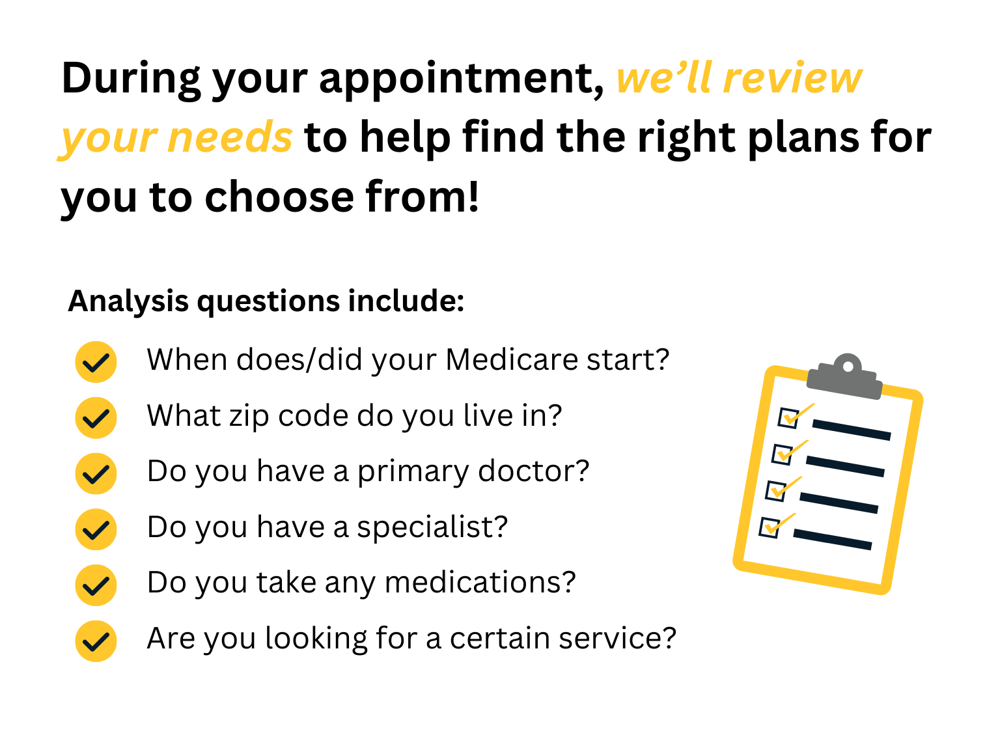 During your appointment, we’ll review
your needs to help find the right plans for
you to choose from!
Analysis questions include:
When does/did your Medicare start?
What zip code do you live in?
Do you have a primary doctor?
Do you have a specialist?
Do you take any medications?
Are you looking for a certain service?